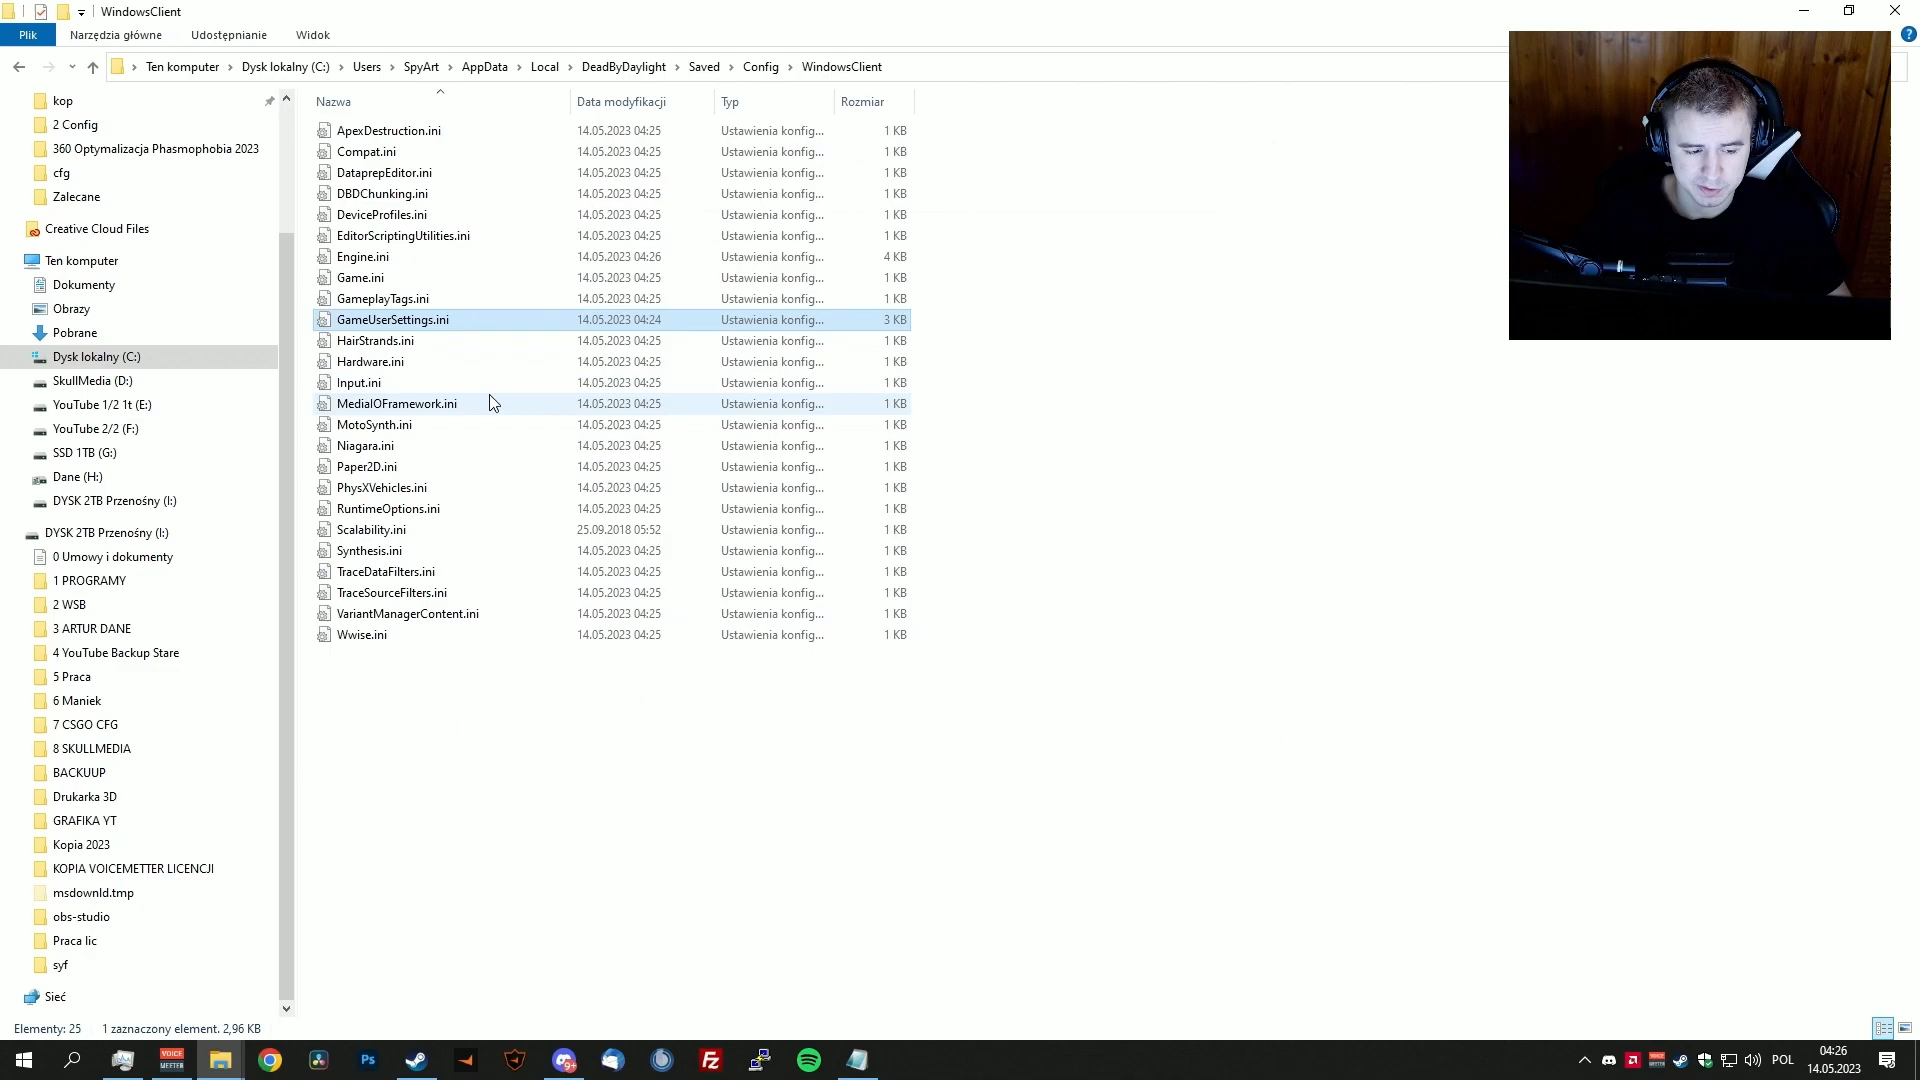 WindowsClient
Plik
Narzędzia główne
Udostępnianie
Widok
Ten komputer
Dysk lokalny (C:)
Users
SpyArt
AppData
Local
DeadByDaylight
Saved
Config
WindowsClient
kop
2 Config
360 Optymalizacja Phasmophobia 2023
cfg
Zalecane
Creative Cloud Files
Ten komputer
Dokumenty
Obrazy
Pobrane
Dysk lokalny (C:)
SkullMedia (D:)
YouTube 1/2 1t (E:)
YouTube 2/2 (F:)
SSD 1TB (G:)
Dane (H:)
DYSK 2TB Przenośny (I:)
DYSK 2TB Przenośny (I:)
0 Umowy i dokumenty
1 PROGRAMY
2 WSB
3 ARTUR DANE
4 YouTube Backup Stare
5 Praca
6 Maniek
7 CSGO CFG
8 SKULLMEDIA
BACKUUP
Drukarka 3D
GRAFIKA YT
Kopia 2023
KOPIA VOICEMETTER LICENCJI
msdownld.tmp
obs-studio
Praca lic
syf
Sieć
Nazwa Data modyfikacji Typ Rozmiar
ApexDestruction.ini 14.05.2023 04:25 Ustawienia konfig... 1 KB
Compat.ini 14.05.2023 04:25 Ustawienia konfig... 1 KB
DataprepEditor.ini 14.05.2023 04:25 Ustawienia konfig... 1 KB
DBDChunking.ini 14.05.2023 04:25 Ustawienia konfig... 1 KB
DeviceProfiles.ini 14.05.2023 04:25 Ustawienia konfig... 1 KB
EditorScriptingUtilities.ini 14.05.2023 04:25 Ustawienia konfig... 1 KB
Engine.ini 14.05.2023 04:26 Ustawienia konfig... 4 KB
Game.ini 14.05.2023 04:25 Ustawienia konfig... 1 KB
GameplayTags.ini 14.05.2023 04:25 Ustawienia konfig... 1 KB
GameUserSettings.ini 14.05.2023 04:24 Ustawienia konfig... 3 KB
HairStrands.ini 14.05.2023 04:25 Ustawienia konfig... 1 KB
Hardware.ini 14.05.2023 04:25 Ustawienia konfig... 1 KB
Input.ini 14.05.2023 04:25 Ustawienia konfig... 1 KB
MediaIOFramework.ini 14.05.2023 04:25 Ustawienia konfig... 1 KB
MotoSynth.ini 14.05.2023 04:25 Ustawienia konfig... 1 KB
Niagara.ini 14.05.2023 04:25 Ustawienia konfig... 1 KB
Paper2D.ini 14.05.2023 04:25 Ustawienia konfig... 1 KB
PhysXVehicles.ini 14.05.2023 04:25 Ustawienia konfig... 1 KB
RuntimeOptions.ini 14.05.2023 04:25 Ustawienia konfig... 1 KB
Scalability.ini 25.09.2018 05:52 Ustawienia konfig... 1 KB
Synthesis.ini 14.05.2023 04:25 Ustawienia konfig... 1 KB
TraceDataFilters.ini 14.05.2023 04:25 Ustawienia konfig... 1 KB
TraceSourceFilters.ini 14.05.2023 04:25 Ustawienia konfig... 1 KB
VariantManagerContent.ini 14.05.2023 04:25 Ustawienia konfig... 1 KB
Wwise.ini 14.05.2023 04:25 Ustawienia konfig... 1 KB
Elementy: 25 1 zaznaczony element. 2,96 KB
VOICE
MEETER
Ps
9+
FZ
POL
04:26
14.05.2023